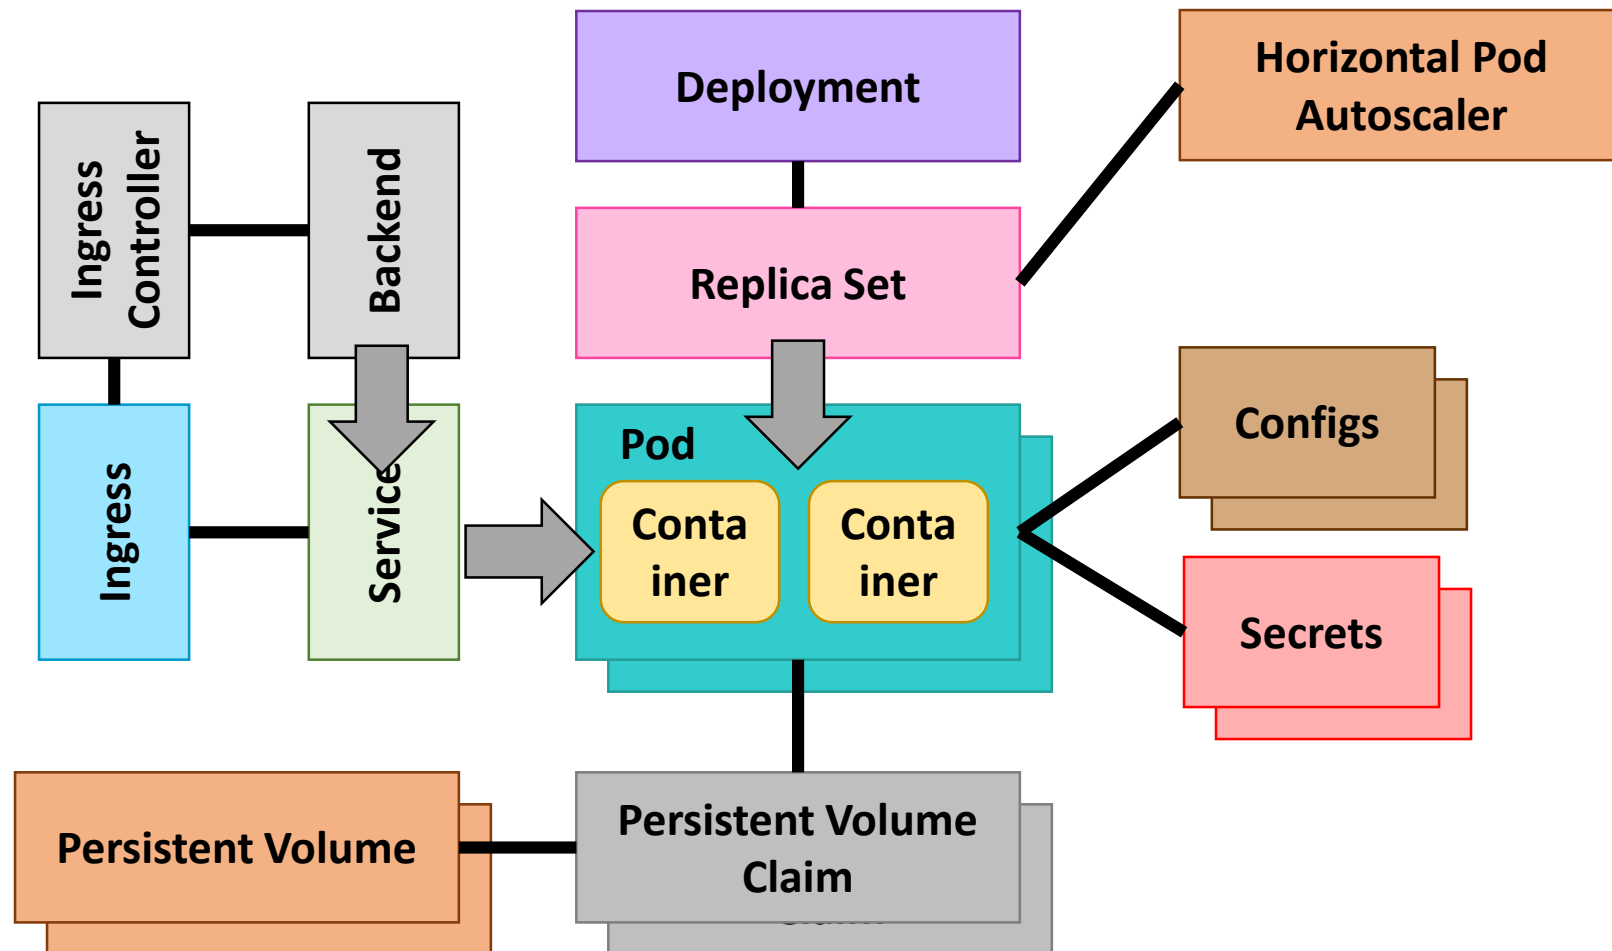 Deployment
Horizontal Pod
Autoscaler
Ingress
Controller
Backend
Replica Set
Ingress
Service
Pod
Conta
iner
Conta
iner
Configs
Secrets
Persistent Volume
Persistent Volume
Claim